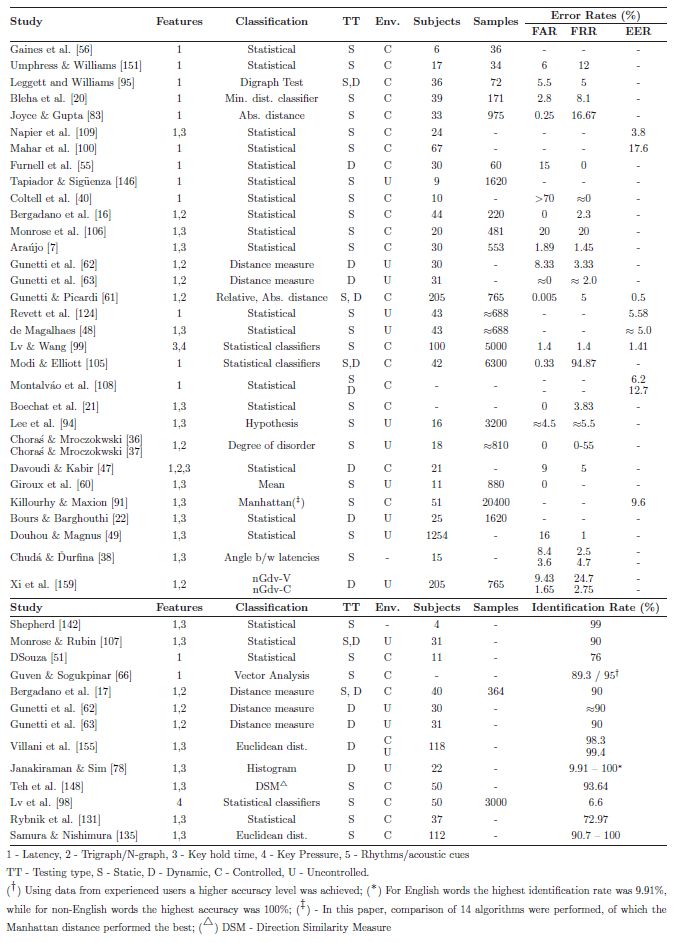 Study Features Classification TT Env. Subjects Samples Error Rates (%)
FAR FRR EER
Gaines et al. [56] 1 Statistical S C 6 36 - - -
Umphress & Williams [151] 1 Statistical S C 17 34 6 12 -
Leggett and Williams [95] 1 Digraph Test S,D C 36 72 5.5 5 -
Bleha et al. [20] 1 Min. dist. classifier S C 39 171 2.8 8.1 -
Joyce & Gupta [83] 1 Abs. distance S C 33 975 0.25 16.67 -
Napier et al. [109] 1,3 Statistical S C 24 - - - 3.8
Mahar et al. [100] 1 Statistical S C 67 - - - 17.6
Furnell et al. [55] 1 Statistical D C 30 60 15 0 -
Tapiador & Sigüenza [146] 1 Statistical S U 9 1620 - - -
Coltell et al. [40] 1 Statistical S C 10 - >70 ≈0 -
Bergadano et al. [16] 1,2 Statistical S C 44 220 0 2.3 -
Monrose et al. [106] 1,3 Statistical S C 20 481 20 20 -
Araújo [7] 1,3 Statistical S C 30 553 1.89 1.45 -
Gunetti et al. [62] 1,2 Distance measure D U 30 - 8.33 3.33 -
Gunetti et al. [63] 1,2 Distance measure D U 31 - ≈0 ≈ 2.0 -
Gunetti & Picardi [61] 1,2 Relative, Abs. distance S, D C 205 765 0.005 5 0.5
Revett et al. [124] 1 Statistical S U 43 ≈688 - - 5.58
de Magalhaes [48] 1,3 Statistical S U 43 ≈688 - - ≈ 5.0
Lv & Wang [99] 3,4 Statistical classifiers S C 100 5000 1.4 1.4 1.41
Modi & Elliott [105] 1 Statistical classifiers S,D C 42 6300 0.33 94.87 -
Montalváo et al. [108] 1 Statistical S C - - - - 6.2
D - - 12.7
Boechat et al. [21] 1,3 Statistical S C - - 0 3.83 -
Lee et al. [94] 1,3 Hypothesis S U 16 3200 ≈4.5 ≈5.5 -
Choraś & Mroczokwski [36]
Choraś & Mroczokwski [37] 1,2 Degree of disorder S U 18 ≈810 0 0-55 -
Davoudi & Kabir [47] 1,2,3 Statistical D C 21 - 9 5 -
Giroux et al. [60] 1,3 Mean S U 11 880 0 - -
Killourhy & Maxion [91] 1,3 Manhattan(‡) S C 51 20400 - - 9.6
Bours & Barghouthi [22] 1,3 Statistical D U 25 1620 - - -
Douhou & Magnus [49] 1,3 Statistical S U 1254 - 16 1 -
Chudá & Ďurfina [38] 1,3 Angle b/w latencies S - 15 - 8.4 2.5 -
3.6 4.7 -
Xi et al. [159] 1,2 nGdv-V D U 205 765 9.43 24.7 -
nGdv-C 1.65 2.75 -
Study Features Classification TT Env. Subjects Samples Identification Rate (%)
Shepherd [142] 1,3 Statistical S - 4 - 99
Monrose & Rubin [107] 1,3 Statistical S,D U 31 - 90
DSouza [51] 1 Statistical S C 11 - 76
Guven & Sogukpinar [66] 1 Vector Analysis S C - - 89.3 / 95†
Bergadano et al. [17] 1,2 Distance measure S, D C 40 364 90
Gunetti et al. [62] 1,2 Distance measure D U 30 - ≈90
Gunetti et al. [63] 1,2 Distance measure D U 31 - 90
Villani et al. [155] 1,3 Euclidean dist. D C 118 - 98.3
U 99.4
Janakiraman & Sim [78] 1,3 Histogram D U 22 - 9.91 – 100*
Teh et al. [148] 1,3 DSM△ S C 50 - 93.64
Lv et al. [98] 4 Statistical classifiers S C 50 3000 6.6
Rybnik et al. [131] 1,3 Statistical S C 37 - 72.97
Samura & Nishimura [135] 1,3 Euclidean dist. S C 112 - 90.7 – 100
1 - Latency, 2 - Trigraph/N-graph, 3 - Key hold time, 4 - Key Pressure, 5 - Rhythms/acoustic cues
TT - Testing type, S - Static, D - Dynamic, C - Controlled, U - Uncontrolled.
(†) Using data from experienced users a higher accuracy level was achieved; (*) For English words the highest identification rate was 9.91%,
while for non-English words the highest accuracy was 100%; (‡) - In this paper, comparison of 14 algorithms were performed, of which the
Manhattan distance performed the best; (△) DSM - Direction Similarity Measure